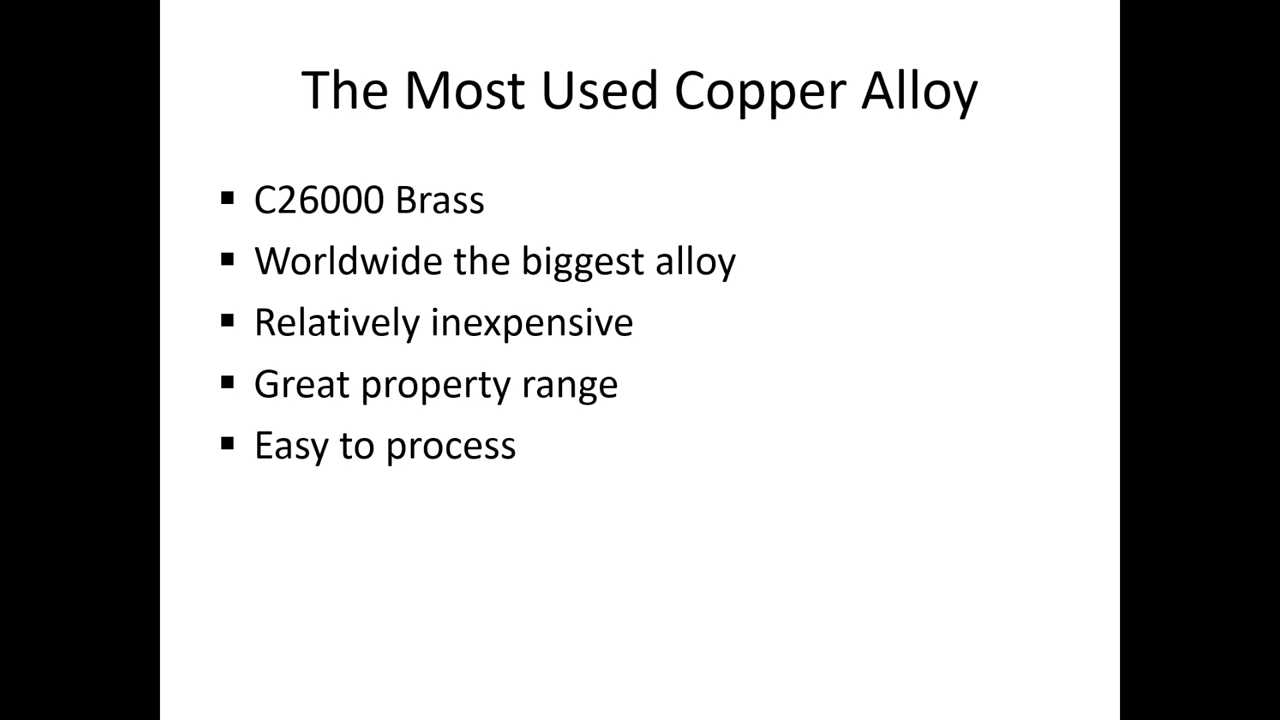 The Most Used Copper Alloy
▪ C26000 Brass
▪ Worldwide the biggest alloy
▪ Relatively inexpensive
▪ Great property range
▪ Easy to process